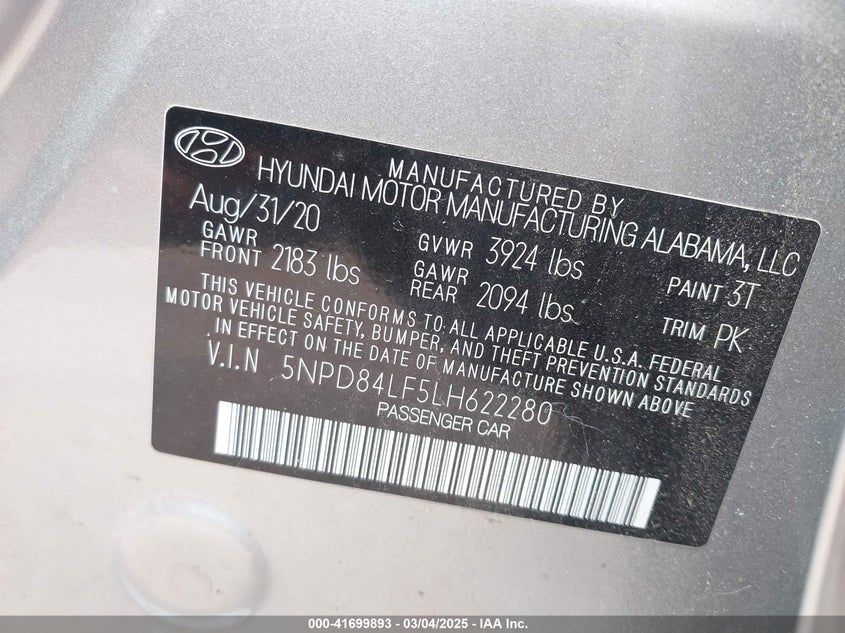 MANUFACTURED BY
HYUNDAI MOTOR MANUFACTURING ALABAMA, LLC
Aug/31/20
GAWR FRONT 2183 lbs
GVWR 3924 lbs
GAWR REAR 2094 lbs
PAINT 3T
TRIM PK
THIS VEHICLE CONFORMS TO ALL APPLICABLE U.S.A. FEDERAL
MOTOR VEHICLE SAFETY, BUMPER, AND THEFT PREVENTION STANDARDS
IN EFFECT ON THE DATE OF MANUFACTURE SHOWN ABOVE
V.I.N 5NPD84LF5LH622280
PASSENGER CAR
000-41699893 - 03/04/2025 - IAA Inc.